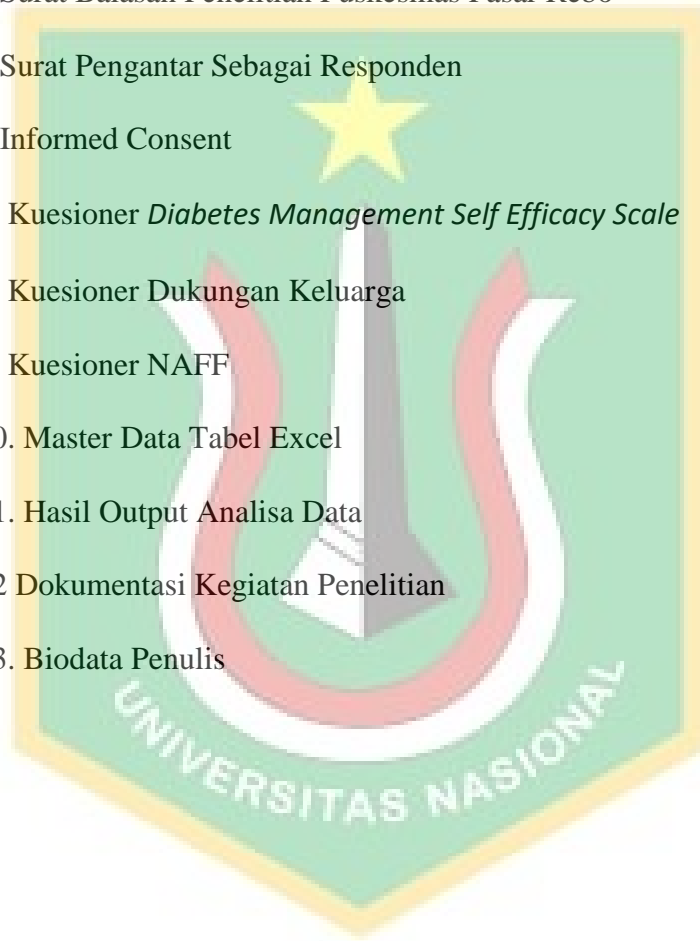 Surat Balasan Penelitian Puskesmas Pasar Rebo
Surat Pengantar Sebagai Responden
Informed Consent
Kuesioner Diabetes Management Self Efficacy Scale
Kuesioner Dukungan Keluarga
Kuesioner NAFF
0. Master Data Tabel Excel
1. Hasil Output Analisa Data
2 Dokumentasi Kegiatan Penelitian
3. Biodata Penulis
UNIVERSITAS NASIONAL